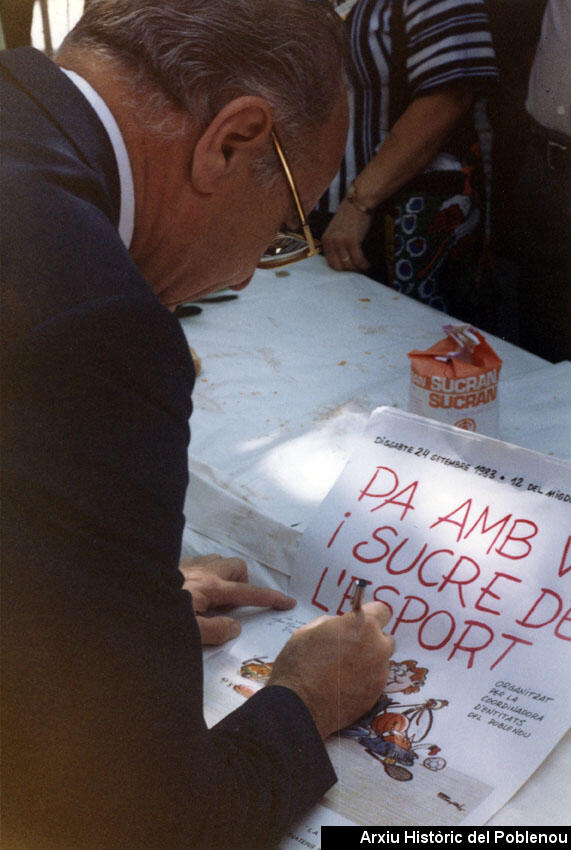 SUCRAN
SUCRAN
DISSABTE 24 SETEMBRE 1983 • 12 DEL MIGD
PA AMB V
i SUCRE DE
L'ESPORT
ORGANITZAT
PER LA
COORDINADORA
D'ENTITATS
DEL POBLENOU
LA
Arxiu Històric del Poblenou